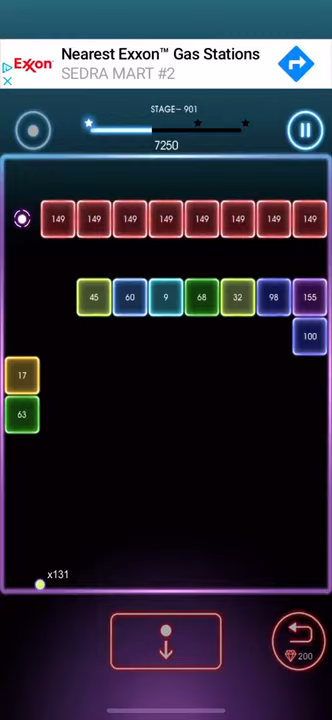 Exxon
Nearest Exxon™ Gas Stations
SEDRA MART #2
STAGE- 901
7250
149 149 149 149 149 149 149 149
45 60 9 68 32 98 155
100
17
63
x131
200